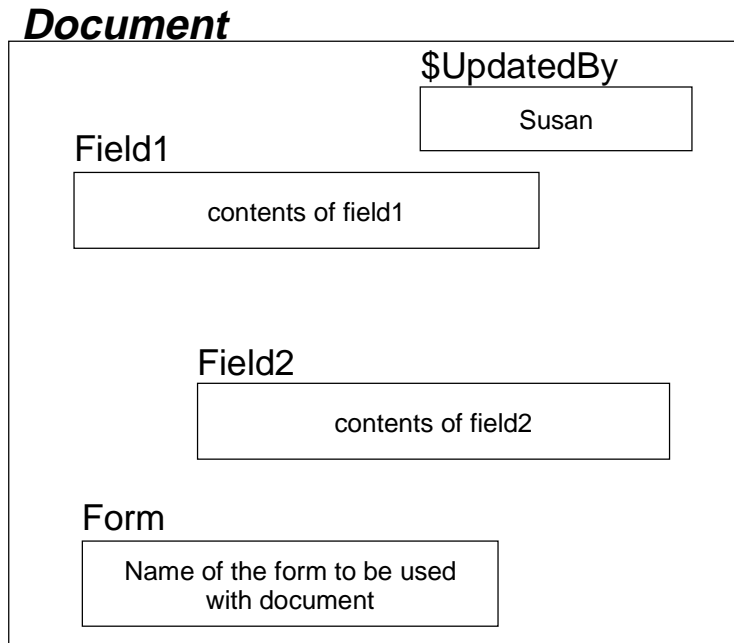 Document
$UpdatedBy
Susan
Field1
contents of field1
Field2
contents of field2
Form
Name of the form to be used
with document